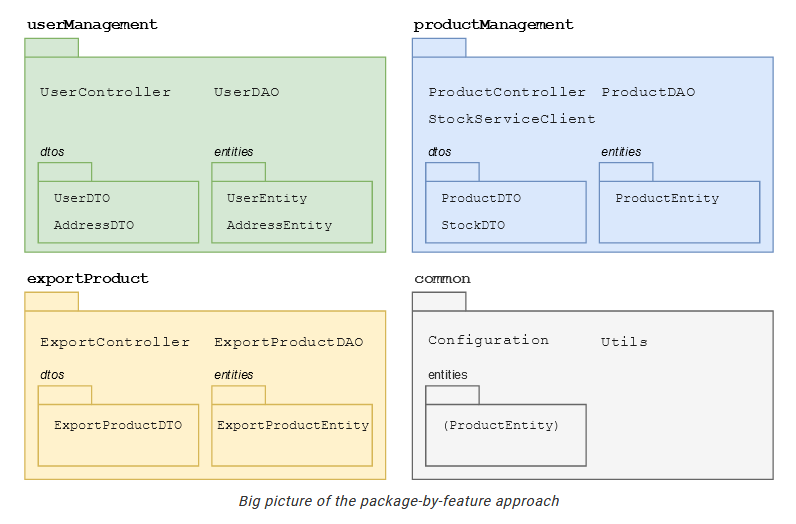 userManagement
UserController UserDAO
dtos
UserDTO
AddressDTO
entities
UserEntity
AddressEntity
productManagement
ProductController ProductDAO
StockServiceClient
dtos
ProductDTO
StockDTO
entities
ProductEntity
exportProduct
ExportController ExportProductDAO
dtos
ExportProductDTO
entities
ExportProductEntity
common
Configuration Utils
entities
(ProductEntity)
Big picture of the package-by-feature approach